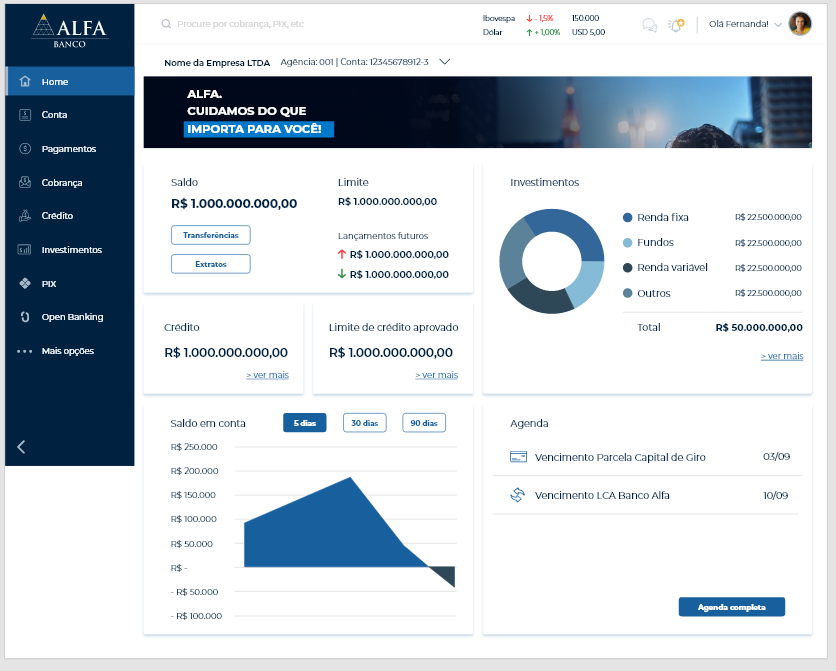 ALFA
BANCO
Home
Conta
Pagamentos
Cobrança
Crédito
Investimentos
PIX
Open Banking
Mais opções
Procure por cobrança, PIX, etc
Ibovespa - 1,5% 150.000
Dólar + 1,00% USD 5,00
Olá Fernanda!
Nome da Empresa LTDA Agência: 001 | Conta: 12345678912-3
ALFA.
CUIDAMOS DO QUE
IMPORTA PARA VOCÊ!
Saldo
R$ 1.000.000.000,00
Transferências
Extratos
Limite
R$ 1.000.000.000,00
Lançamentos futuros
R$ 1.000.000.000,00
R$ 1.000.000.000,00
Investimentos
Renda fixa R$ 22.500.000,00
Fundos R$ 22.500.000,00
Renda variável R$ 22.500.000,00
Outros R$ 22.500.000,00
Total R$ 50.000.000,00
> ver mais
Crédito
R$ 1.000.000.000,00
> ver mais
Limite de crédito aprovado
R$ 1.000.000.000,00
> ver mais
Saldo em conta 5 dias 30 dias 90 dias
R$ 250.000
R$ 200.000
R$ 150.000
R$ 100.000
R$ 50.000
R$ -
- R$ 50.000
- R$ 100.000
Agenda
Vencimento Parcela Capital de Giro 03/09
Vencimento LCA Banco Alfa 10/09
Agenda completa